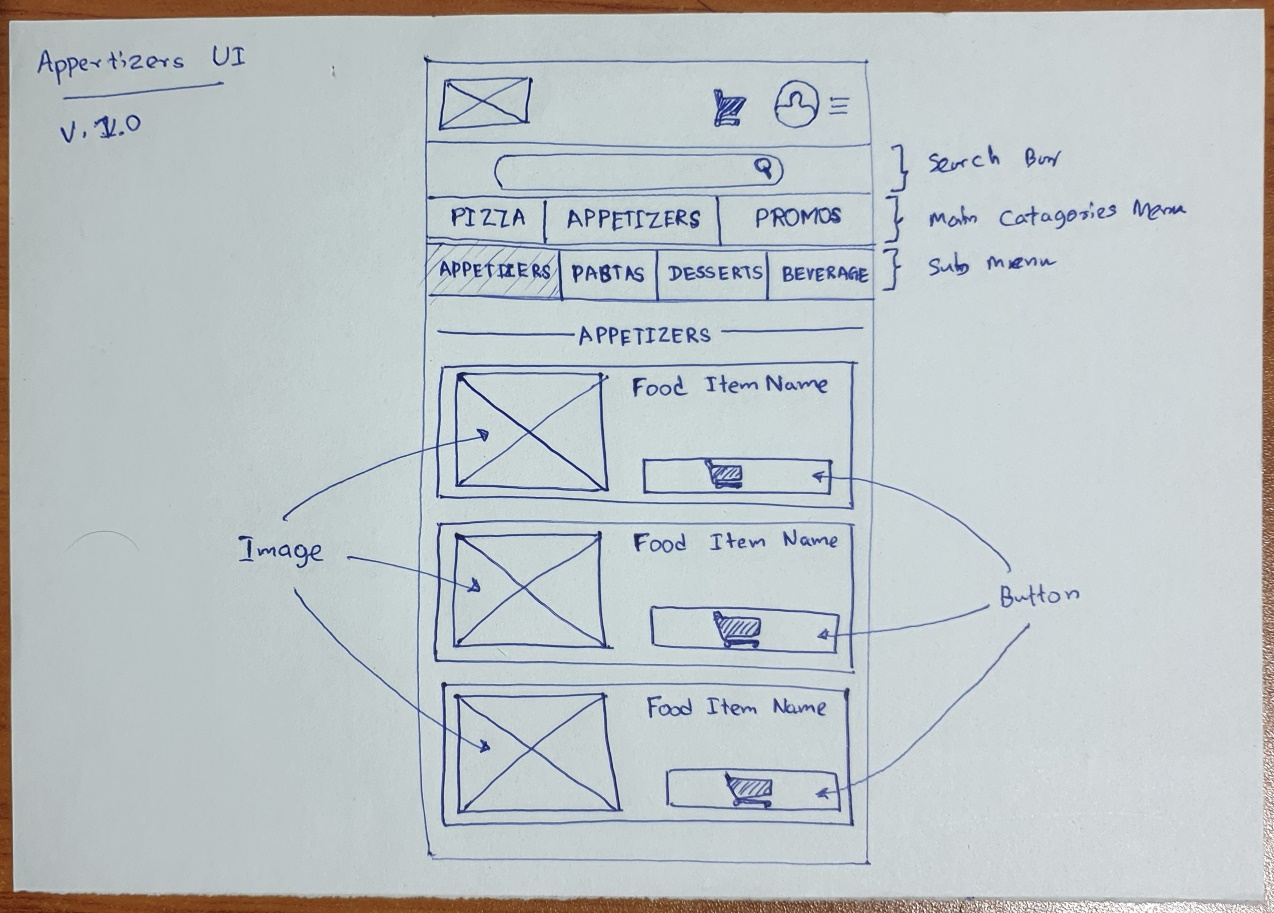 Appertizers UI
V. 1.0
Search Bar
PIZZA APPETIZERS PROMOS
Main Catagories Menu
APPETIZERS PABTAS DESSERTS BEVERAGE
Sub menu
APPETIZERS
Food Item Name
Image
Food Item Name
Button
Food Item Name